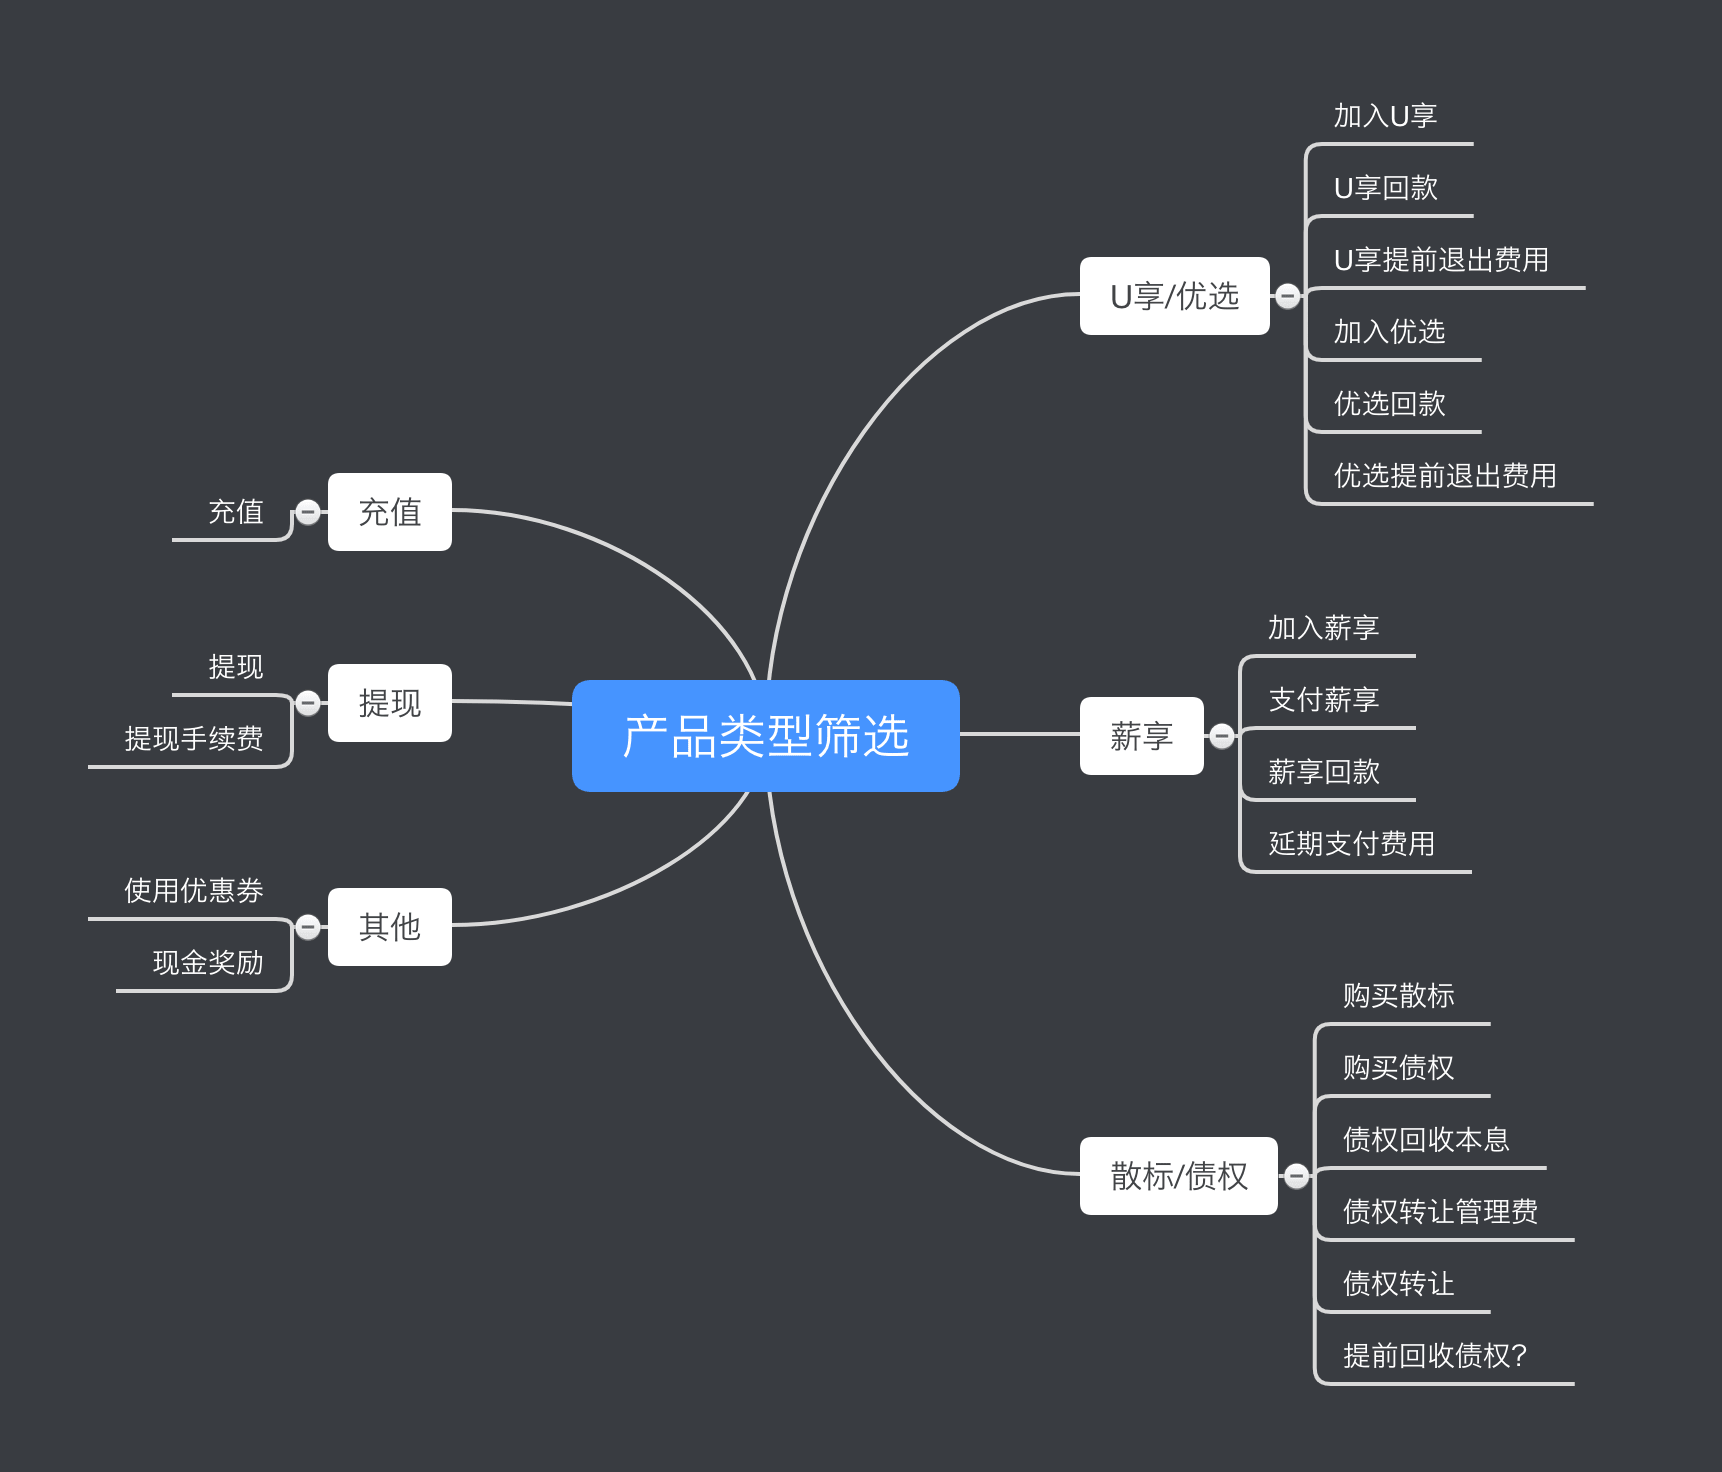 产品类型筛选
U享/优选
加入U享
U享回款
U享提前退出费用
加入优选
优选回款
优选提前退出费用
薪享
加入薪享
支付薪享
薪享回款
延期支付费用
散标/债权
购买散标
购买债权
债权回收本息
债权转让管理费
债权转让
提前回收债权?
充值
充值
提现
提现
提现手续费
其他
使用优惠券
现金奖励